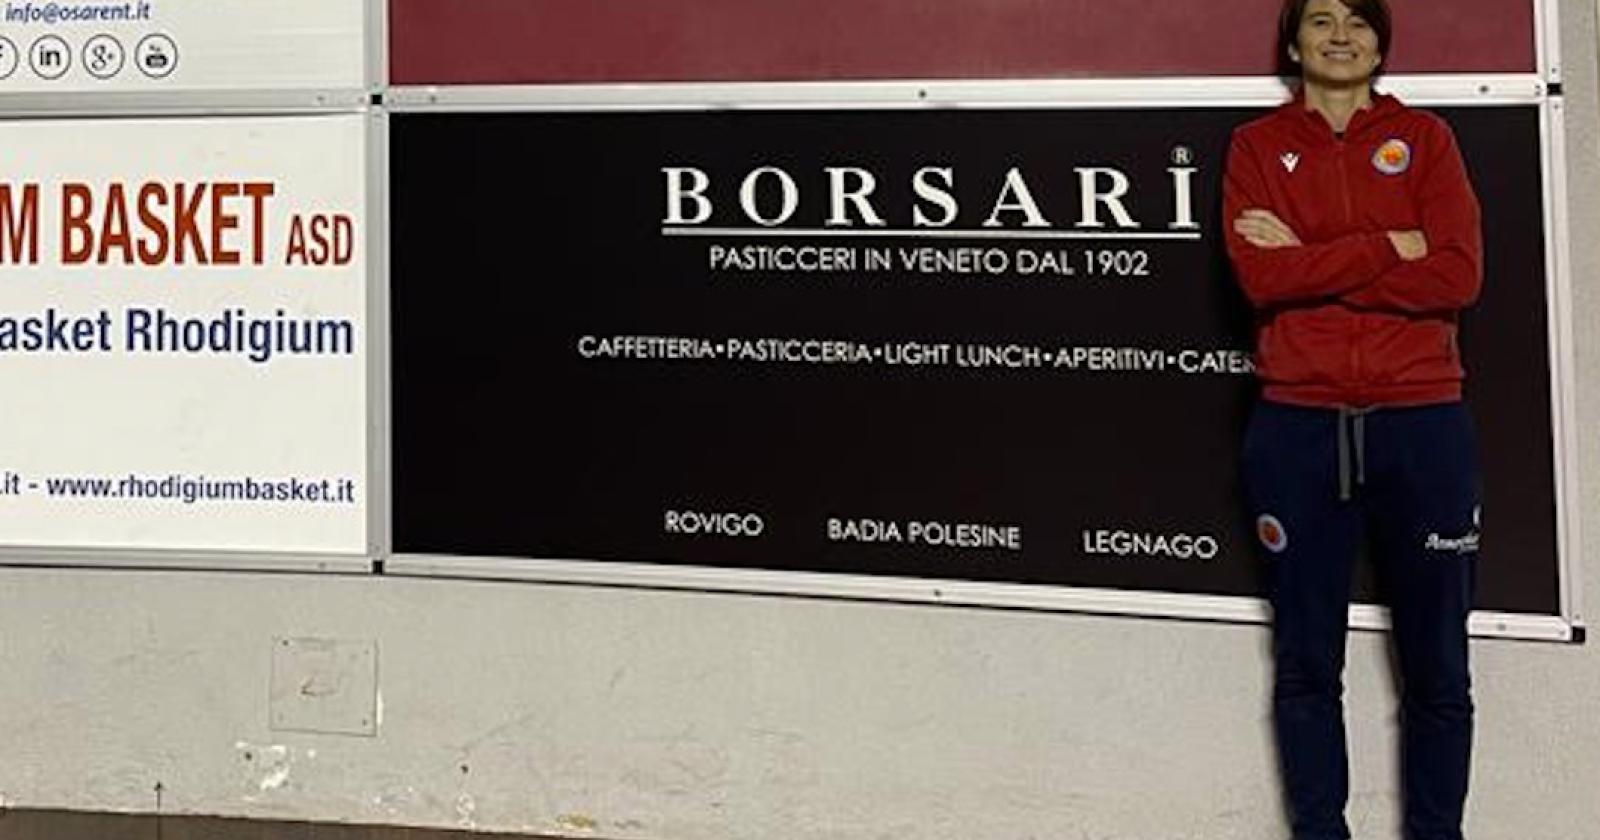 info@osarent.it
in
M BASKET ASD
asket Rhodigium
.it - www.rhodigiumbasket.it
BORSARI®
PASTICCERI IN VENETO DAL 1902
CAFFETTERIA•PASTICCERIA•LIGHT LUNCH•APERITIVI•CATER
ROVIGO BADIA POLESINE LEGNAGO